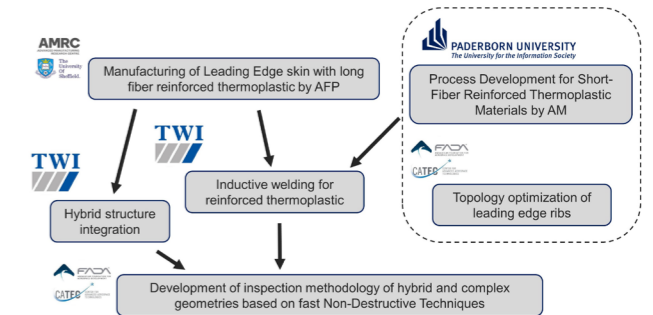 AMRC
The
University
Of
Sheffield.
Manufacturing of Leading Edge skin with long
fiber reinforced thermoplastic by AFP
PADERBORN UNIVERSITY
The University for the Information Society
Process Development for Short-
Fiber Reinforced Thermoplastic
Materials by AM
FADA
CATEC
Topology optimization of
leading edge ribs
TWI
TWI
Inductive welding for
reinforced thermoplastic
Hybrid structure
integration
FADA
CATEC
Development of inspection methodology of hybrid and complex
geometries based on fast Non-Destructive Techniques